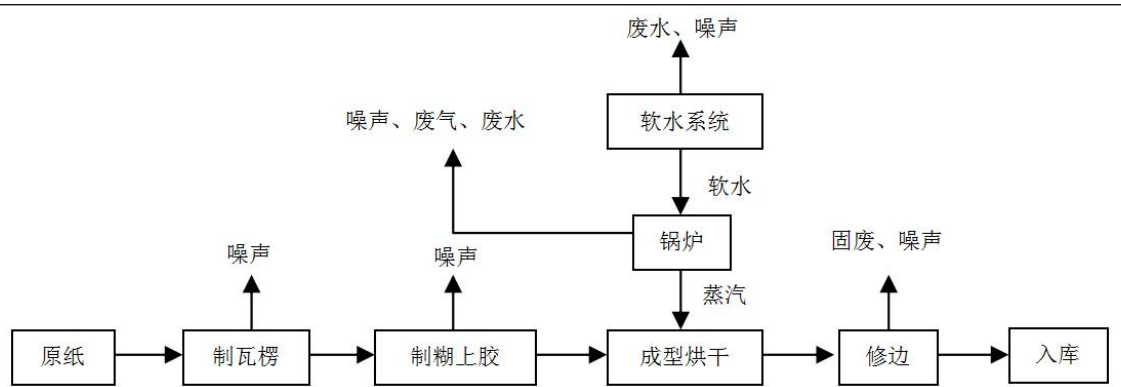 废水、噪声
噪声、废气、废水
软水系统
软水
锅炉
固废、噪声
噪声
噪声
蒸汽
原纸
制瓦楞
制糊上胶
成型烘干
修边
入库